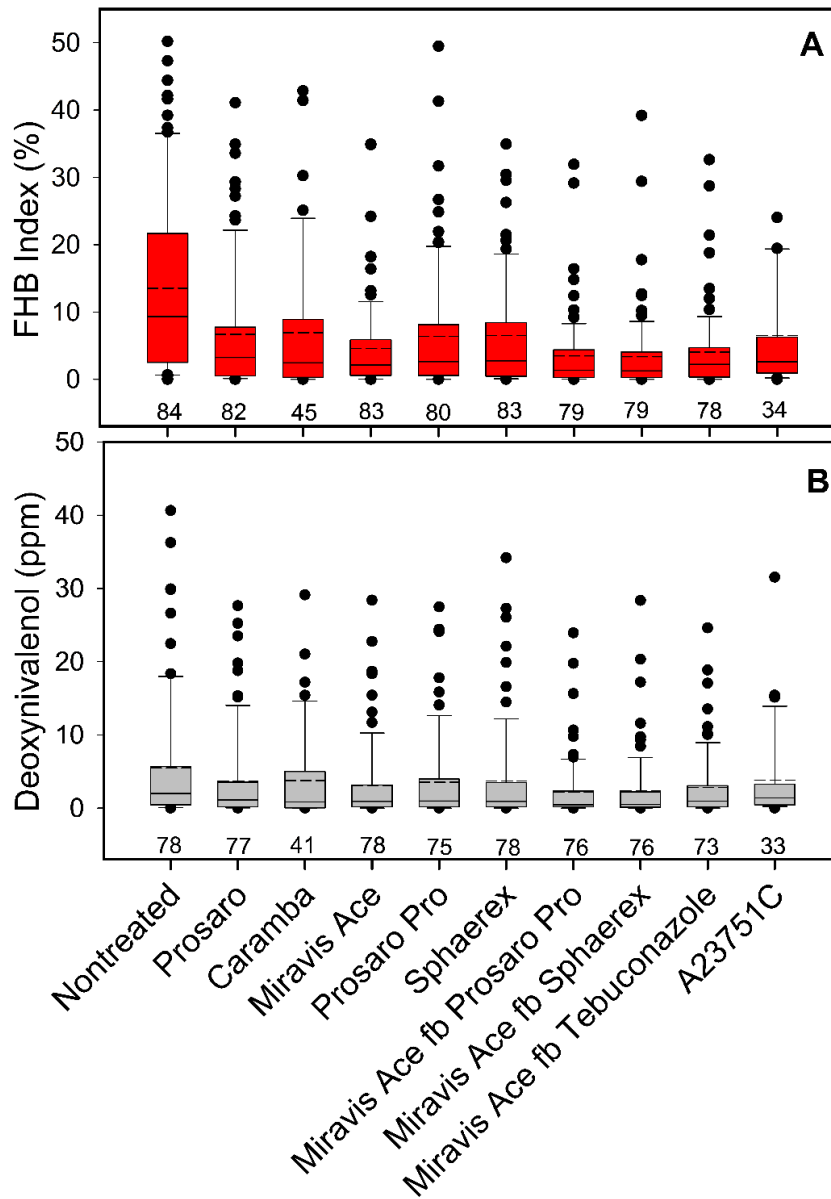 A
FHB Index (%)
50
40
30
20
10
0
84 82 45 83 80 83 79 79 78 34
B
Deoxynivalenol (ppm)
50
40
30
20
10
0
78 77 41 78 75 78 76 76 73 33
Nontreated
Prosaro
Caramba
Miravis Ace
Prosaro Pro
Sphaerex
Miravis Ace fb Prosaro Pro
Miravis Ace fb Sphaerex
Miravis Ace fb Tebuconazole
A23751C